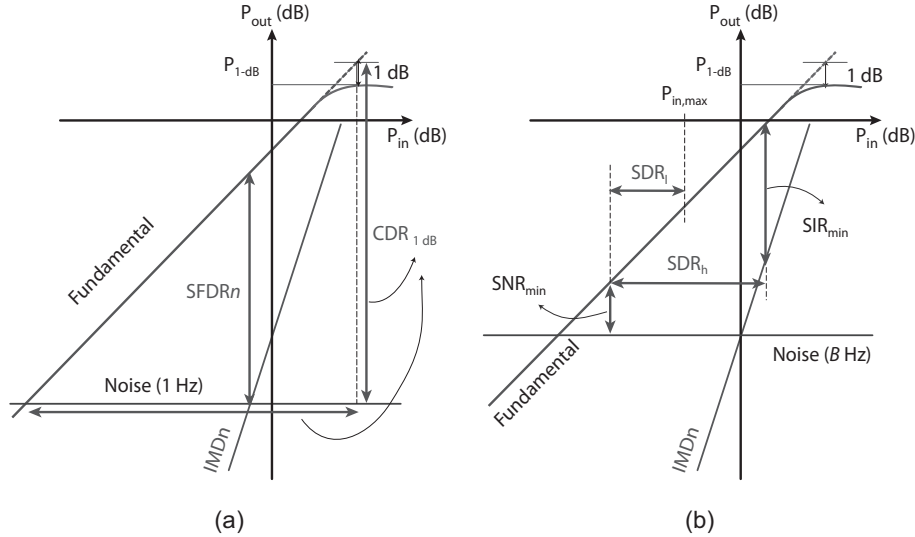 P_out (dB)
P_1-dB
1 dB
P_in (dB)
Fundamental
SFDRn
CDR_1 dB
Noise (1 Hz)
IMDn
(a)
P_out (dB)
P_1-dB
1 dB
P_in,max
P_in (dB)
SDR_l
SIR_min
SDR_h
SNR_min
Noise (B Hz)
Fundamental
IMDn
(b)